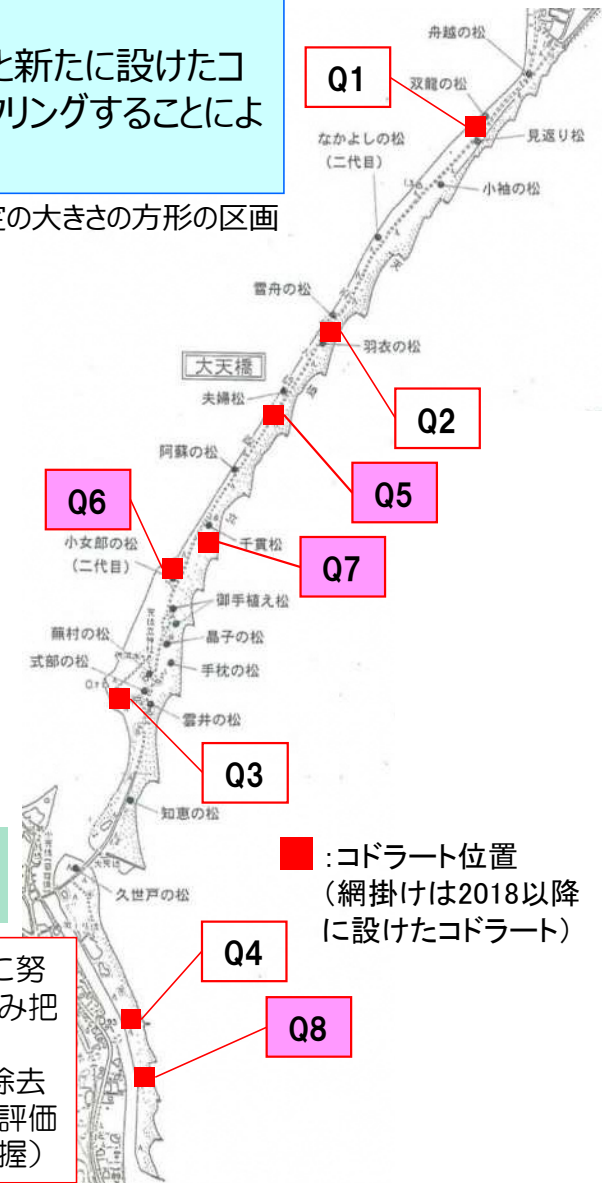 と新たに設けたコ
タリングすることによ
定の大きさの方形の区画
舟越の松
双龍の松
Q1
見返り松
なかよしの松
(二代目)
小袖の松
天
雪舟の松
羽衣の松
大天橋
夫婦松
橋
Q2
阿蘇の松
Q5
立
Q6
千貫松
小女郎の松
(二代目)
Q7
御手植え松
蕪村の松
晶子の松
式部の松
手枕の松
雲井の松
Q3
知恵の松
:コドラート位置
(網掛けは2018以降
に設けたコドラート)
久世戸の松
に努
み把
Q4
Q8
除去
評価
握)